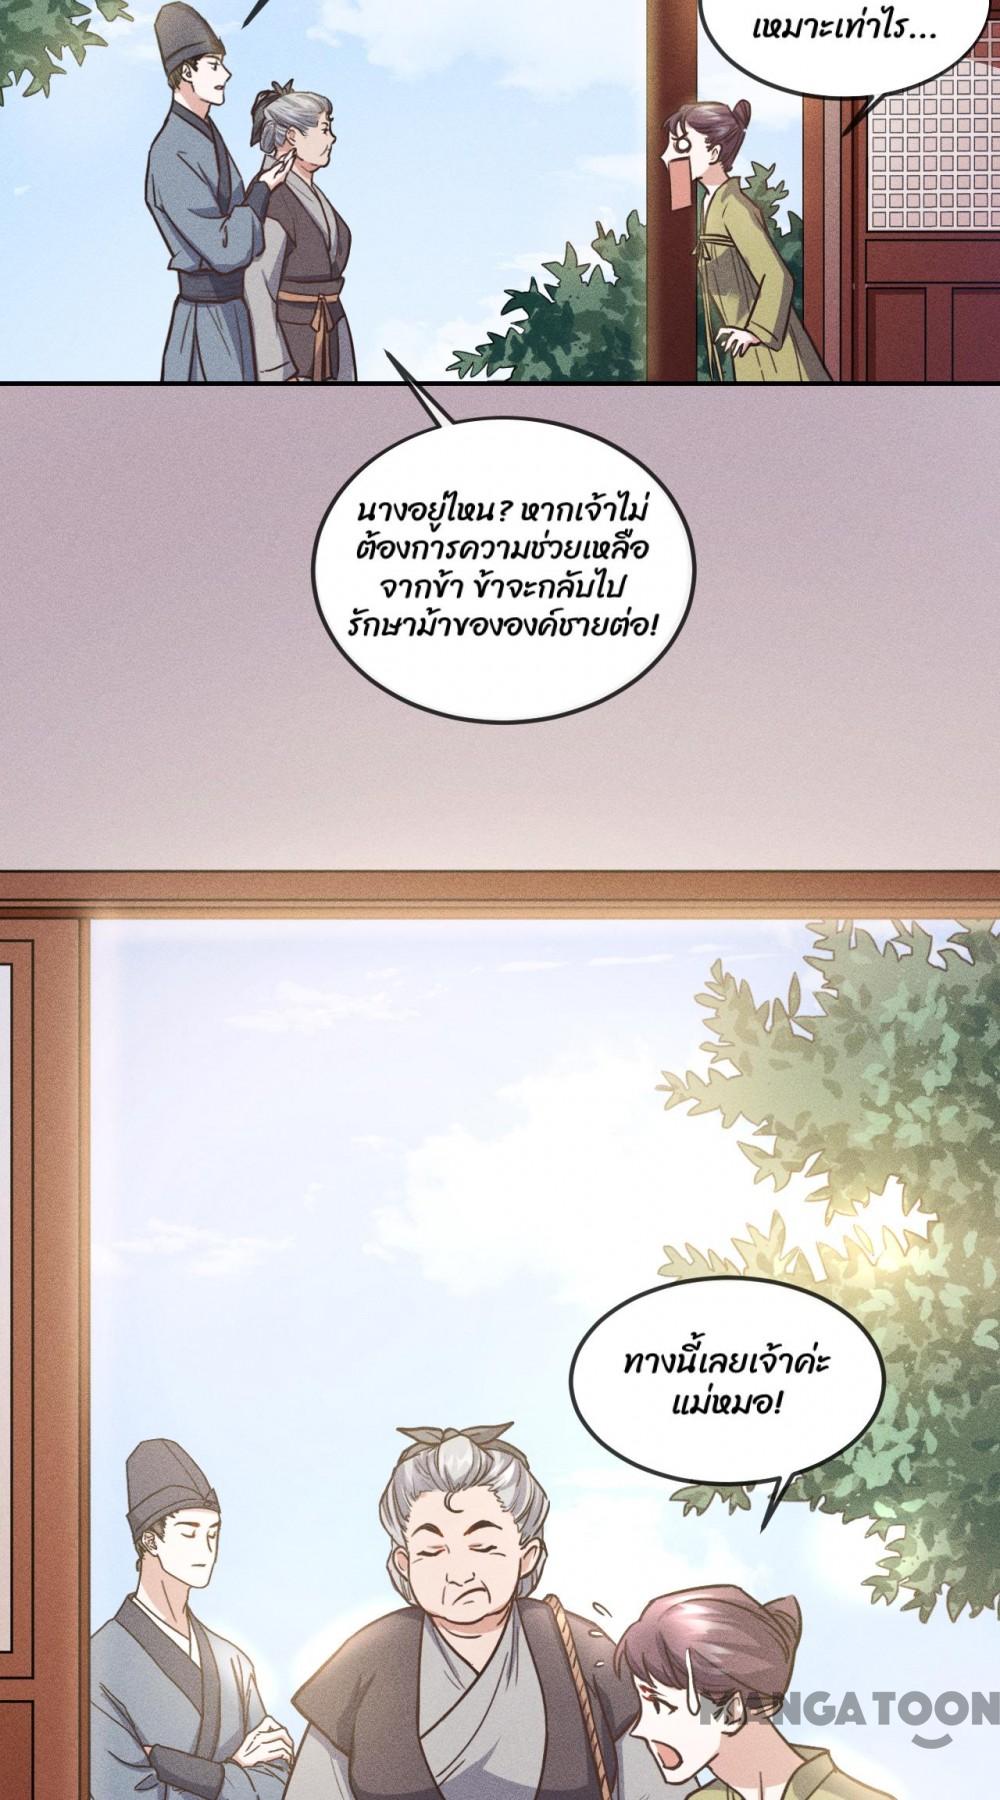 เหมาะเท่าไร...
นางอยู่ไหน? หากเจ้าไม่
ต้องการความช่วยเหลือ
จากข้า ข้าจะกลับไป
รักษาม้าขององค์ชายต่อ!
ทางนี้เลยเจ้าค่ะ
แม่หมอ!
MANGATOON